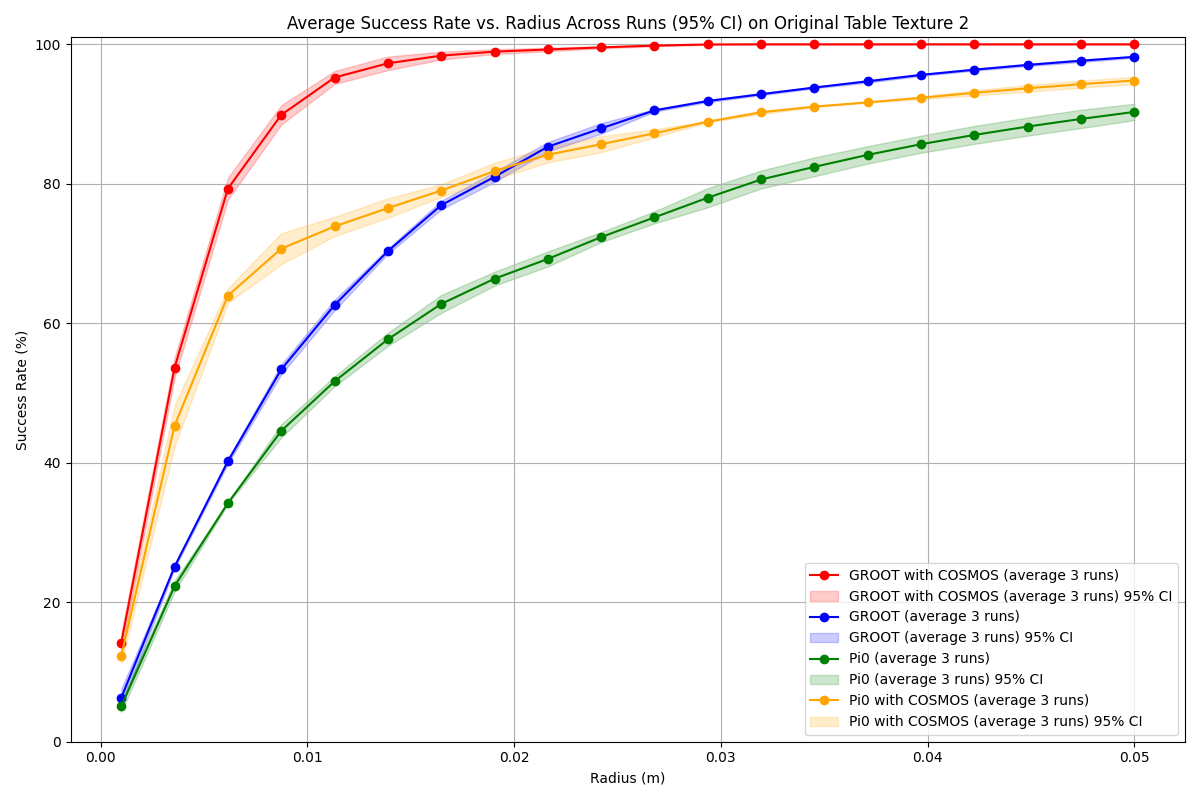 Average Success Rate vs. Radius Across Runs (95% CI) on Original Table Texture 2
100
80
60
40
20
0
Success Rate (%)
0.00
0.01
0.02
0.03
0.04
0.05
Radius (m)
GROOT with COSMOS (average 3 runs)
GROOT with COSMOS (average 3 runs) 95% CI
GROOT (average 3 runs)
GROOT (average 3 runs) 95% CI
Pi0 (average 3 runs)
Pi0 (average 3 runs) 95% CI
Pi0 with COSMOS (average 3 runs)
Pi0 with COSMOS (average 3 runs) 95% CI